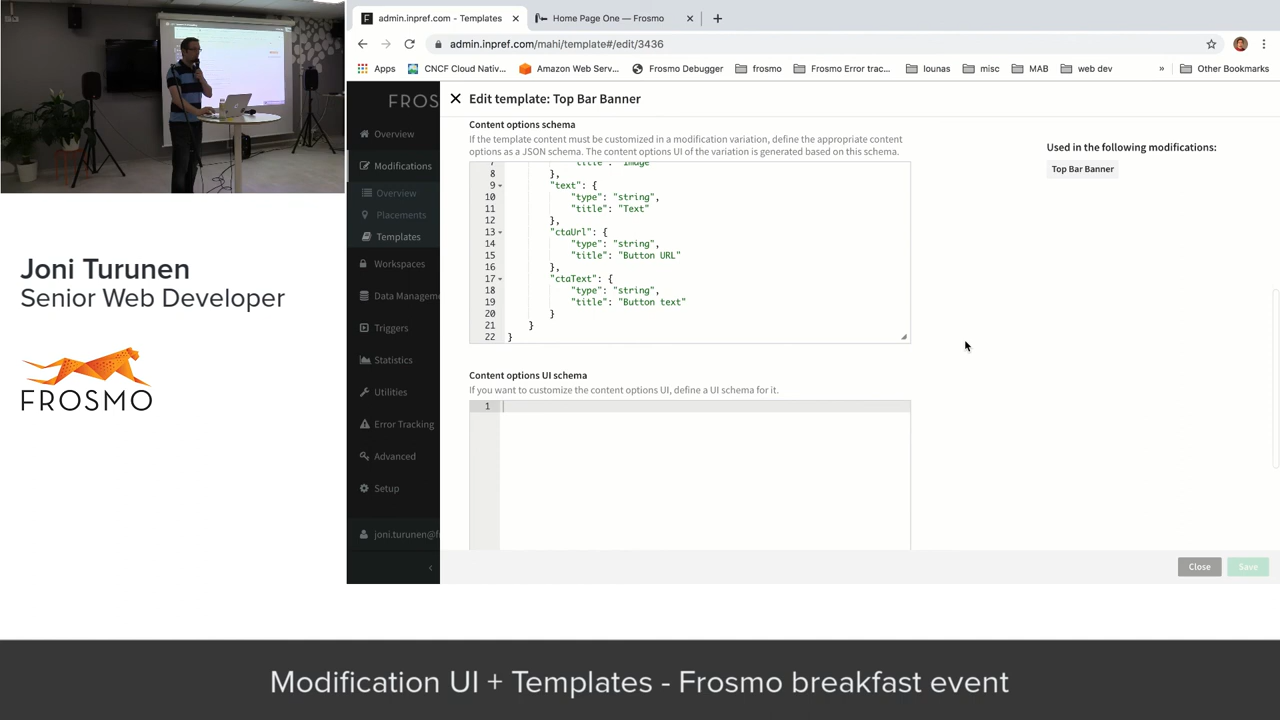 admin.inpref.com - Templates
Home Page One — Frosmo
admin.inpref.com/mahi/template#/edit/3436
Apps
CNCF Cloud Nativ...
Amazon Web Serv...
Frosmo Debugger
frosmo
Frosmo Error trac...
lounas
misc
MAB
web dev
»
Other Bookmarks
FROS
Edit template: Top Bar Banner
Overview
Modifications
Overview
Placements
Templates
Workspaces
Data Managem
Triggers
Statistics
Utilities
Error Tracking
Advanced
Setup
joni.turunen@f
Content options schema
If the template content must be customized in a modification variation, define the appropriate content
options as a JSON schema. The content options UI of the variation is generated based on this schema.
7 "title": "Image"
8 },
9 "text": {
10 "type": "string",
11 "title": "Text"
12 },
13 "ctaUrl": {
14 "type": "string",
15 "title": "Button URL"
16 },
17 "ctaText": {
18 "type": "string",
19 "title": "Button text"
20 }
21 }
22 }
Content options UI schema
If you want to customize the content options UI, define a UI schema for it.
1
Used in the following modifications:
Top Bar Banner
Close
Save
Joni Turunen
Senior Web Developer
FROSMO
Modification UI + Templates - Frosmo breakfast event